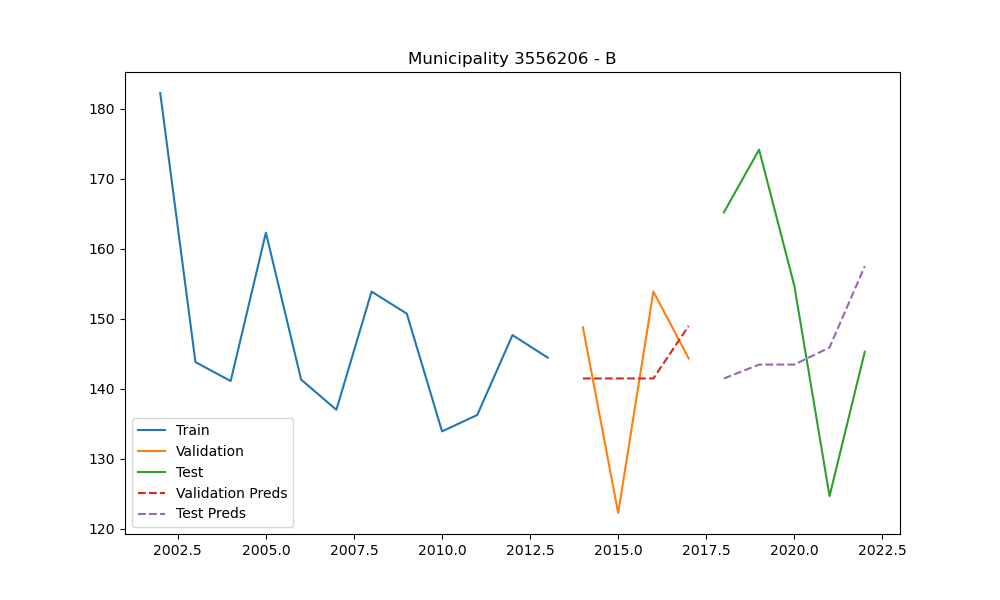 Municipality 3556206 - B
180
170
160
150
140
130
120
Train
Validation
Test
Validation Preds
Test Preds
2002.5 2005.0 2007.5 2010.0 2012.5 2015.0 2017.5 2020.0 2022.5